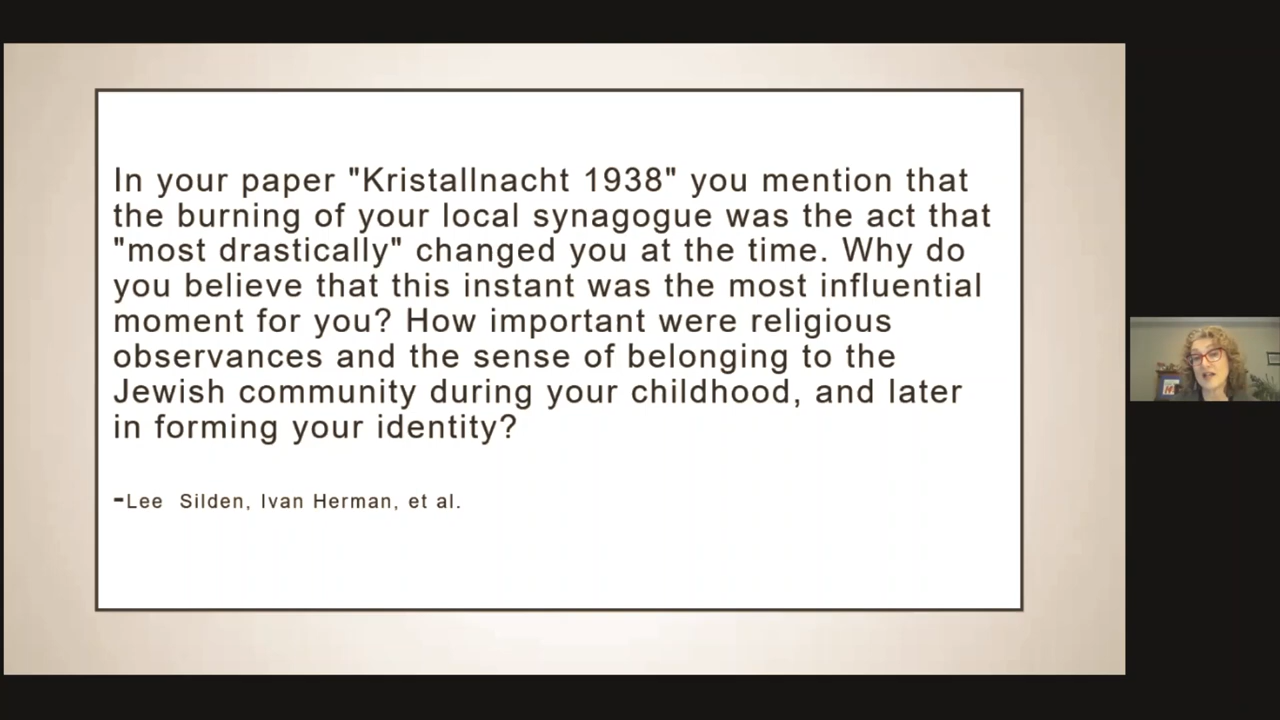 In your paper "Kristallnacht 1938" you mention that
the burning of your local synagogue was the act that
"most drastically" changed you at the time. Why do
you believe that this instant was the most influential
moment for you? How important were religious
observances and the sense of belonging to the
Jewish community during your childhood, and later
in forming your identity?
-Lee Silden, Ivan Herman, et al.